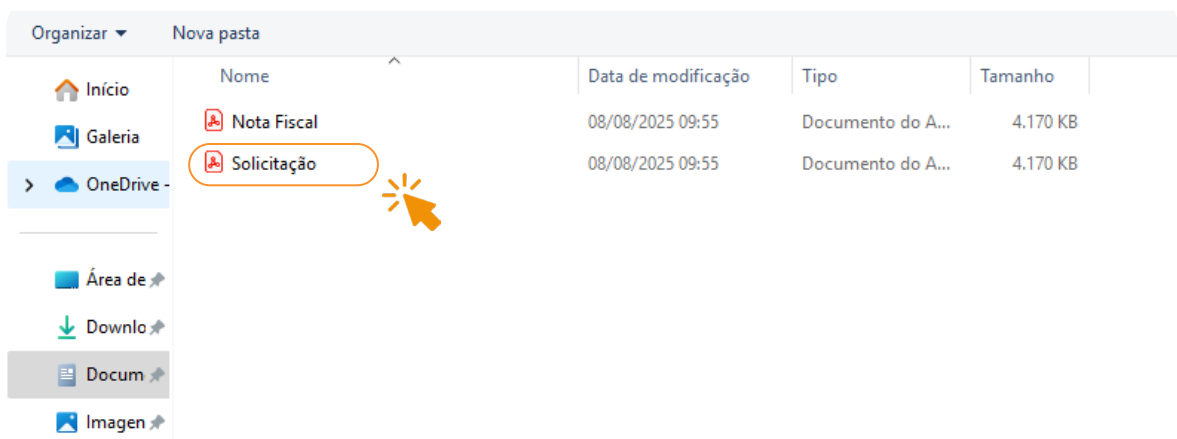 Organizar Nova pasta
Nome Data de modificação Tipo Tamanho
Início
Galeria
OneDrive -
Área de
Downlo
Docum
Imagen
Nota Fiscal 08/08/2025 09:55 Documento do A... 4.170 KB
Solicitação 08/08/2025 09:55 Documento do A... 4.170 KB